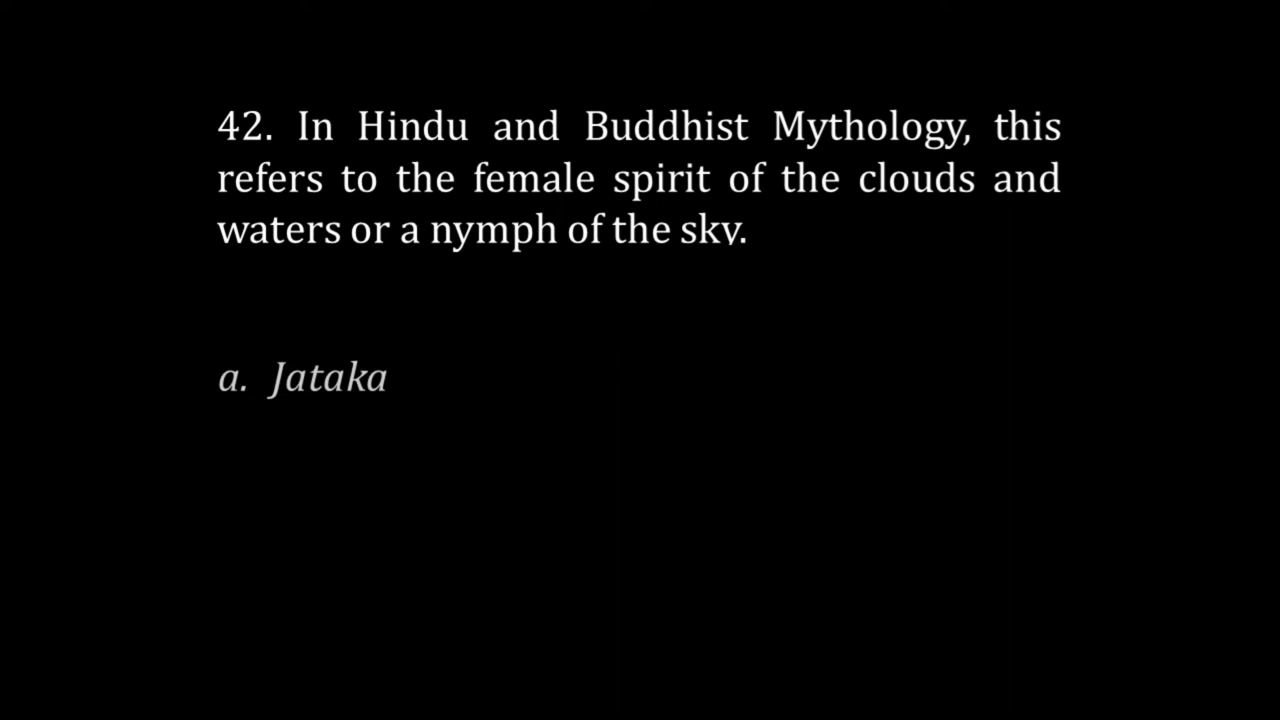 42. In Hindu and Buddhist Mythology, this
refers to the female spirit of the clouds and
waters or a nymph of the sky.
a. Jataka